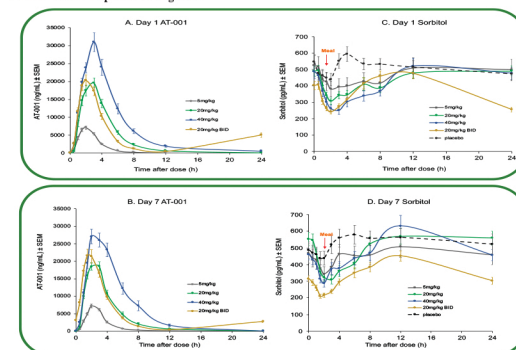 A. Day 1 AT-001
AT-001 (ng/mL) ± SEM
35000
30000
25000
20000
15000
10000
5000
0
0 4 8 12 16 20 24
Time after dose (h)
5mg/kg
20mg/kg
40mg/kg
20mg/kg BID
C. Day 1 Sorbitol
Sorbitol (ng/mL) ± SEM
700
600
500
400
300
200
100
0
Meal
0 4 8 12 16 20 24
Time after dose (h)
5mg/kg
20mg/kg
40mg/kg
20mg/kg BID
placebo
B. Day 7 AT-001
AT-001 (ng/mL) ± SEM
35000
30000
25000
20000
15000
10000
5000
0
0 4 8 12 16 20 24
Time after dose (h)
5mg/kg
20mg/kg
40mg/kg
20mg/kg BID
D. Day 7 Sorbitol
Sorbitol (ng/mL) ± SEM
700
600
500
400
300
200
100
0
Meal
0 4 8 12 16 20 24
Time after dose (h)
5mg/kg
20mg/kg
40mg/kg
20mg/kg BID
placebo